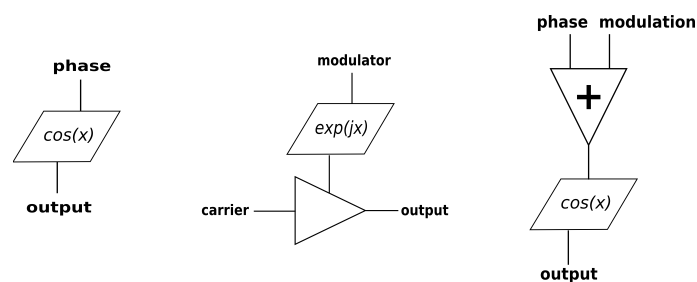 phase
cos(x)
output
modulator
exp(jx)
carrier
output
phase modulation
+
cos(x)
output